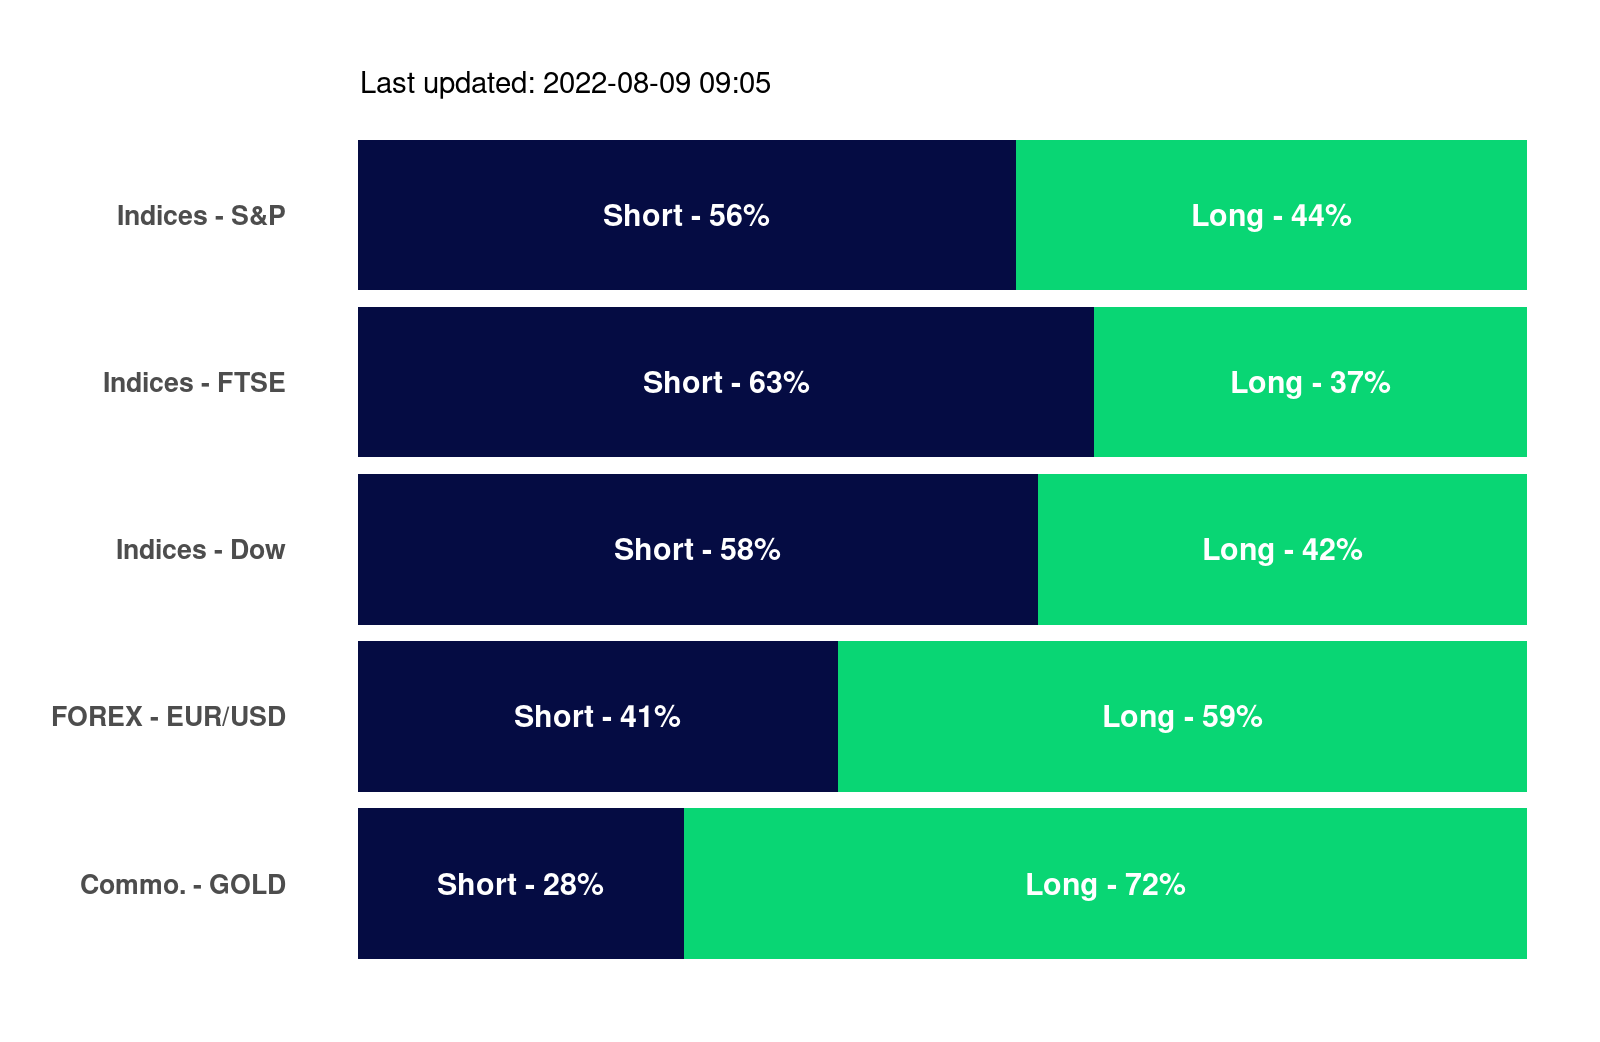 Last updated: 2022-08-09 09:05
Indices - S&P
Short - 56%
Long - 44%
Indices - FTSE
Short - 63%
Long - 37%
Indices - Dow
Short - 58%
Long - 42%
FOREX - EUR/USD
Short - 41%
Long - 59%
Commo. - GOLD
Short - 28%
Long - 72%